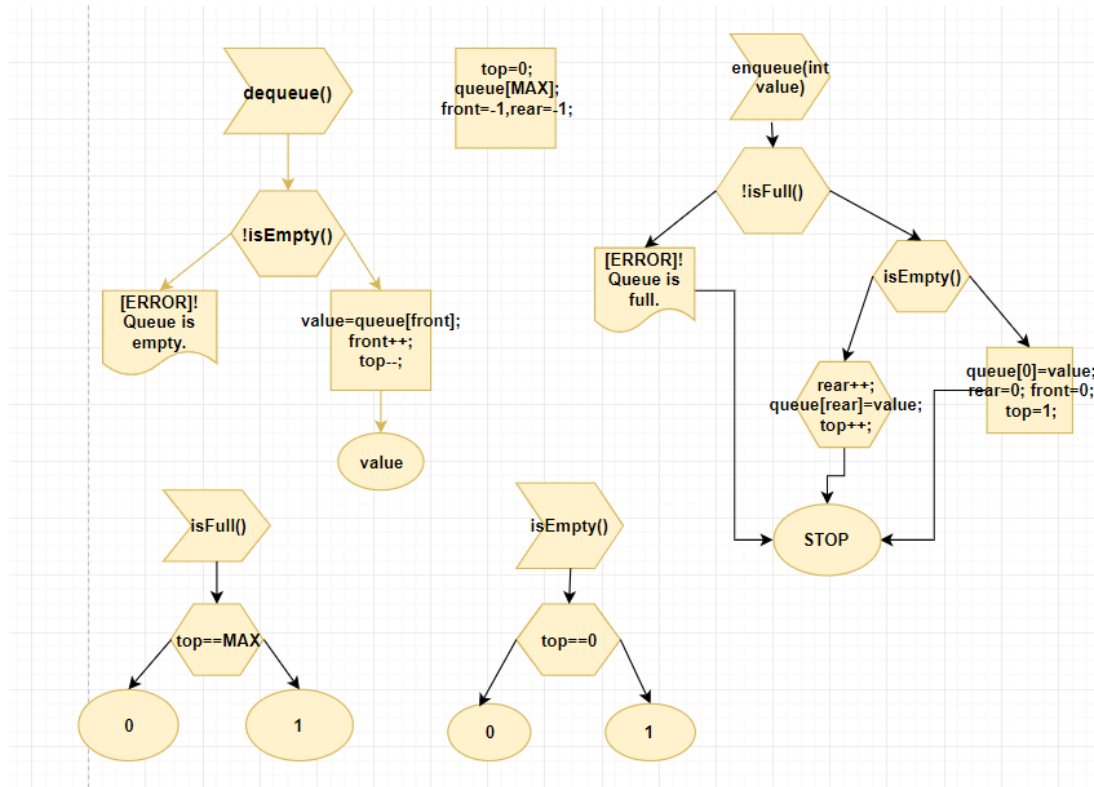 dequeue()
top=0;
queue[MAX];
front=-1,rear=-1;
enqueue(int
value)
!isEmpty()
!isFull()
[ERROR]!
Queue is
empty.
value=queue[front];
front++;
top--;
value
[ERROR]!
Queue is
full.
isEmpty()
rear++;
queue[rear]=value;
top++;
queue[0]=value;
rear=0; front=0;
top=1;
STOP
isFull()
top==MAX
0
1
isEmpty()
top==0
0
1